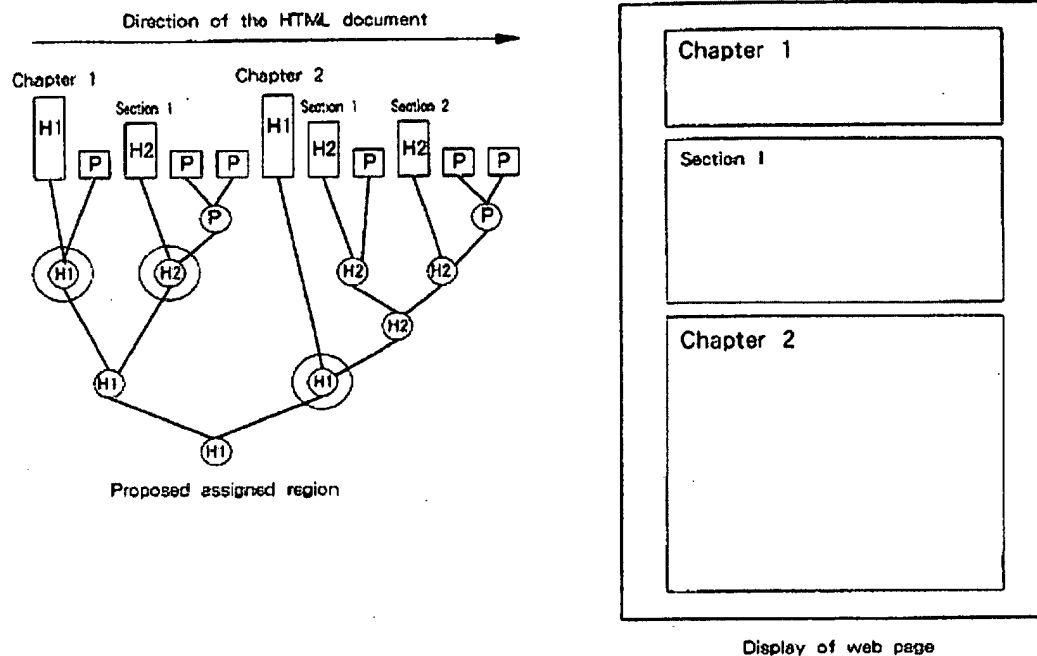 Direction of the HTML document
Chapter 1
Chapter 2
Section 1
Section 1
Section 2
H1
P
H2
P
P
H1
H2
P
H2
P
P
P
P
H1
H2
H2
H2
H2
H1
H1
H1
Proposed assigned region
Chapter 1
Section 1
Chapter 2
Display of web page